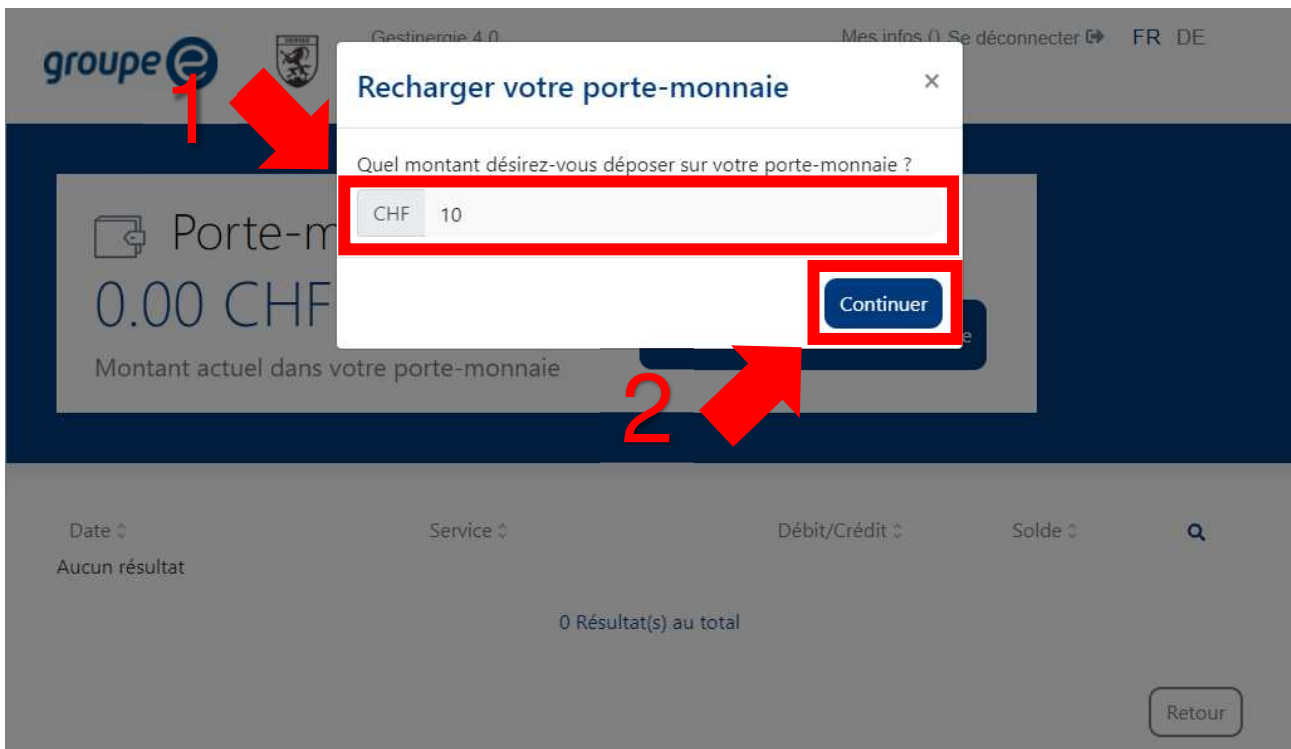 groupe e
Gestinergie 4.0
Mes infos () Se déconnecter FR DE
1
Recharger votre porte-monnaie ×
Quel montant désirez-vous déposer sur votre porte-monnaie ?
CHF 10
Porte-m
0.00 CHF
Continuer
e
Montant actuel dans votre porte-monnaie
2
Date Service Débit/Crédit Solde
Aucun résultat
0 Résultat(s) au total
Retour